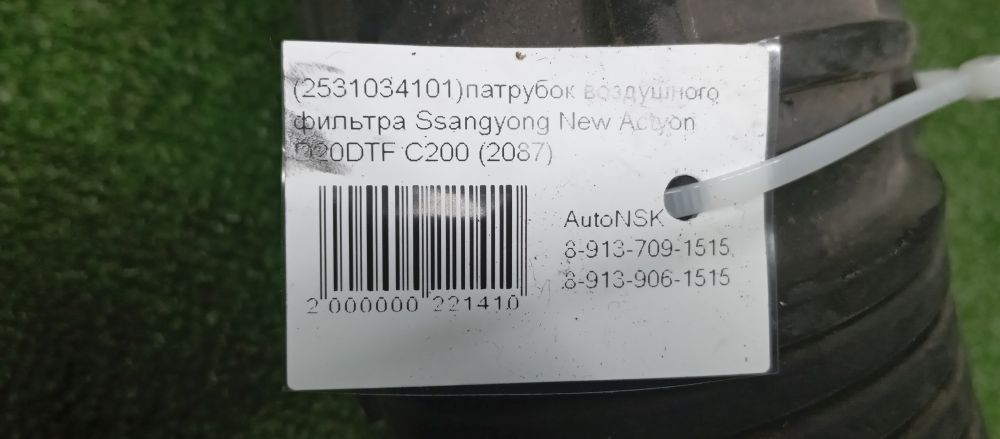 (2531034101)патрубок воздушного
фильтра Ssangyong New Actyon
D20DTF C200 (2087)
AutoNSK
8-913-709-1515
8-913-906-1515
2 000000 221410